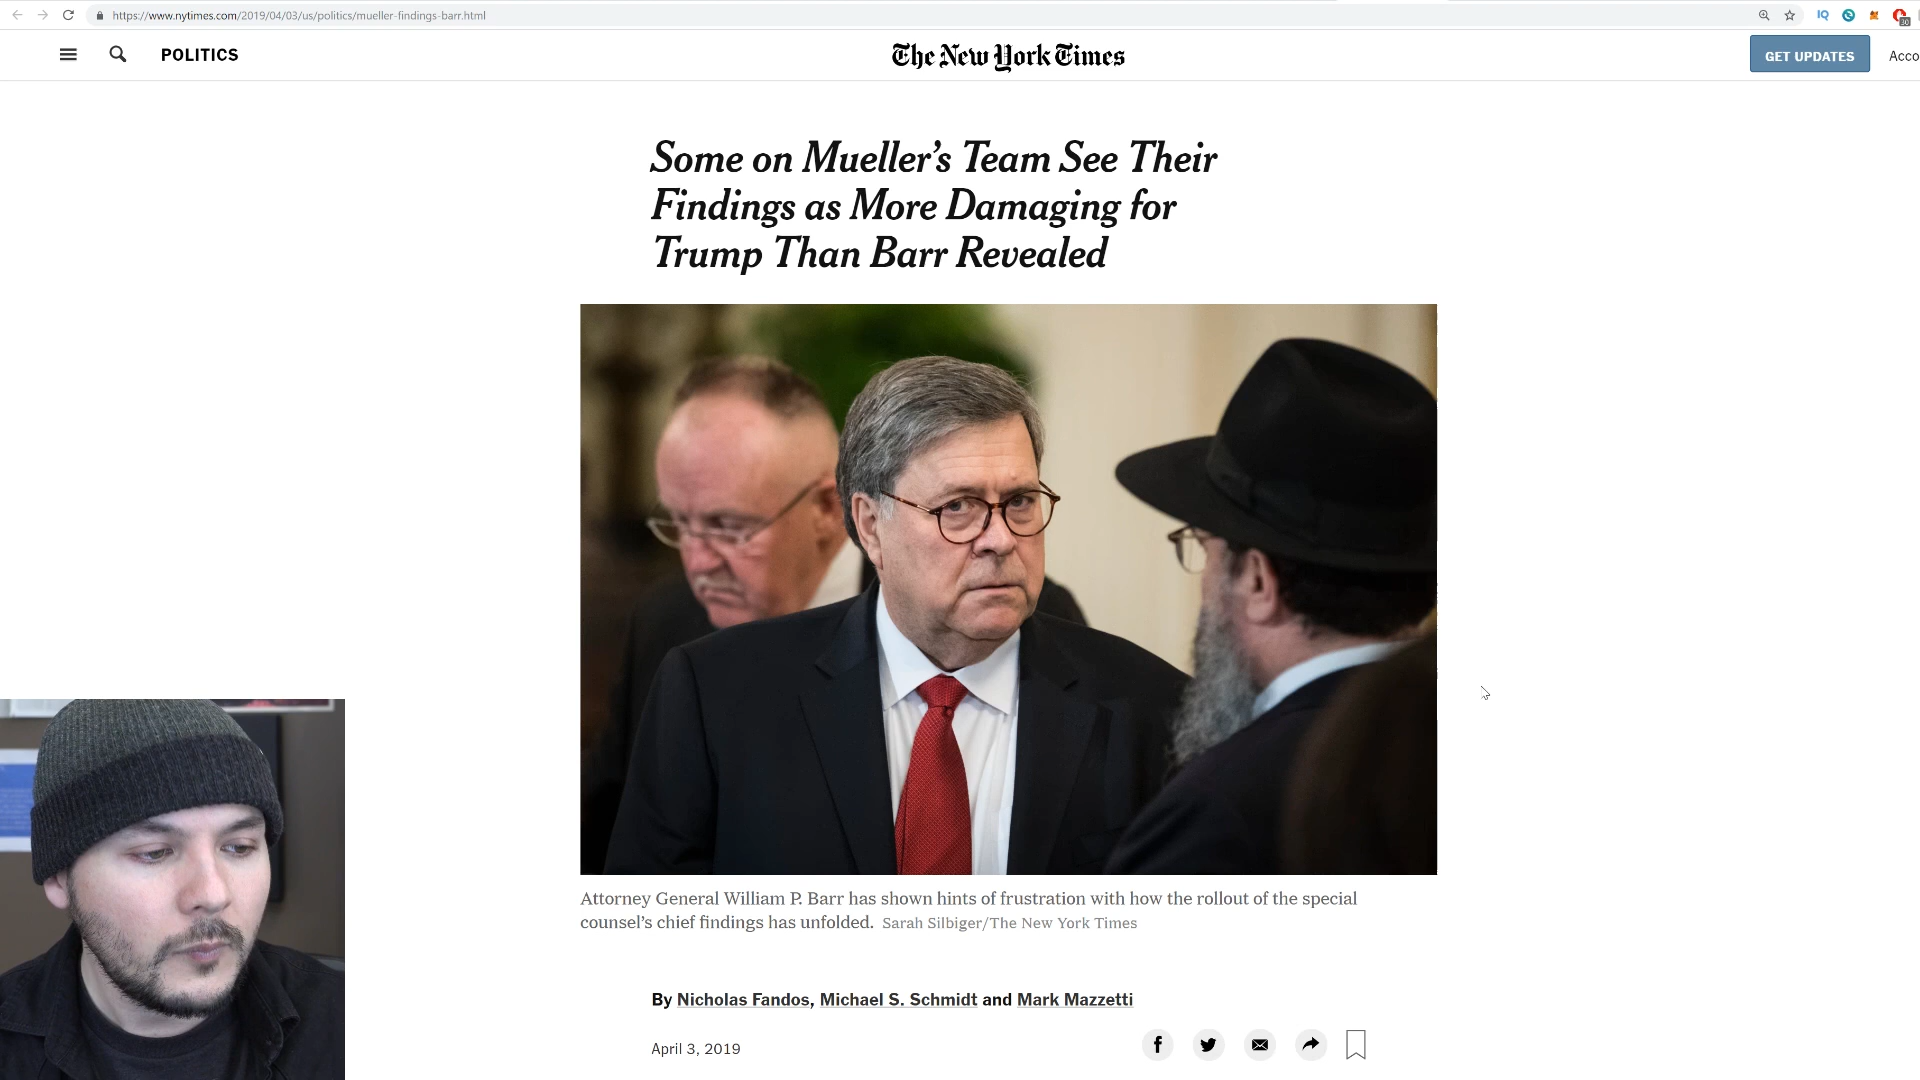 https://www.nytimes.com/2019/04/03/us/politics/mueller-findings-barr.html
IQ
30
POLITICS
The New York Times
GET UPDATES
Acco
Some on Mueller's Team See Their
Findings as More Damaging for
Trump Than Barr Revealed
Attorney General William P. Barr has shown hints of frustration with how the rollout of the special
counsel's chief findings has unfolded. Sarah Silbiger/The New York Times
By Nicholas Fandos, Michael S. Schmidt and Mark Mazzetti
April 3, 2019